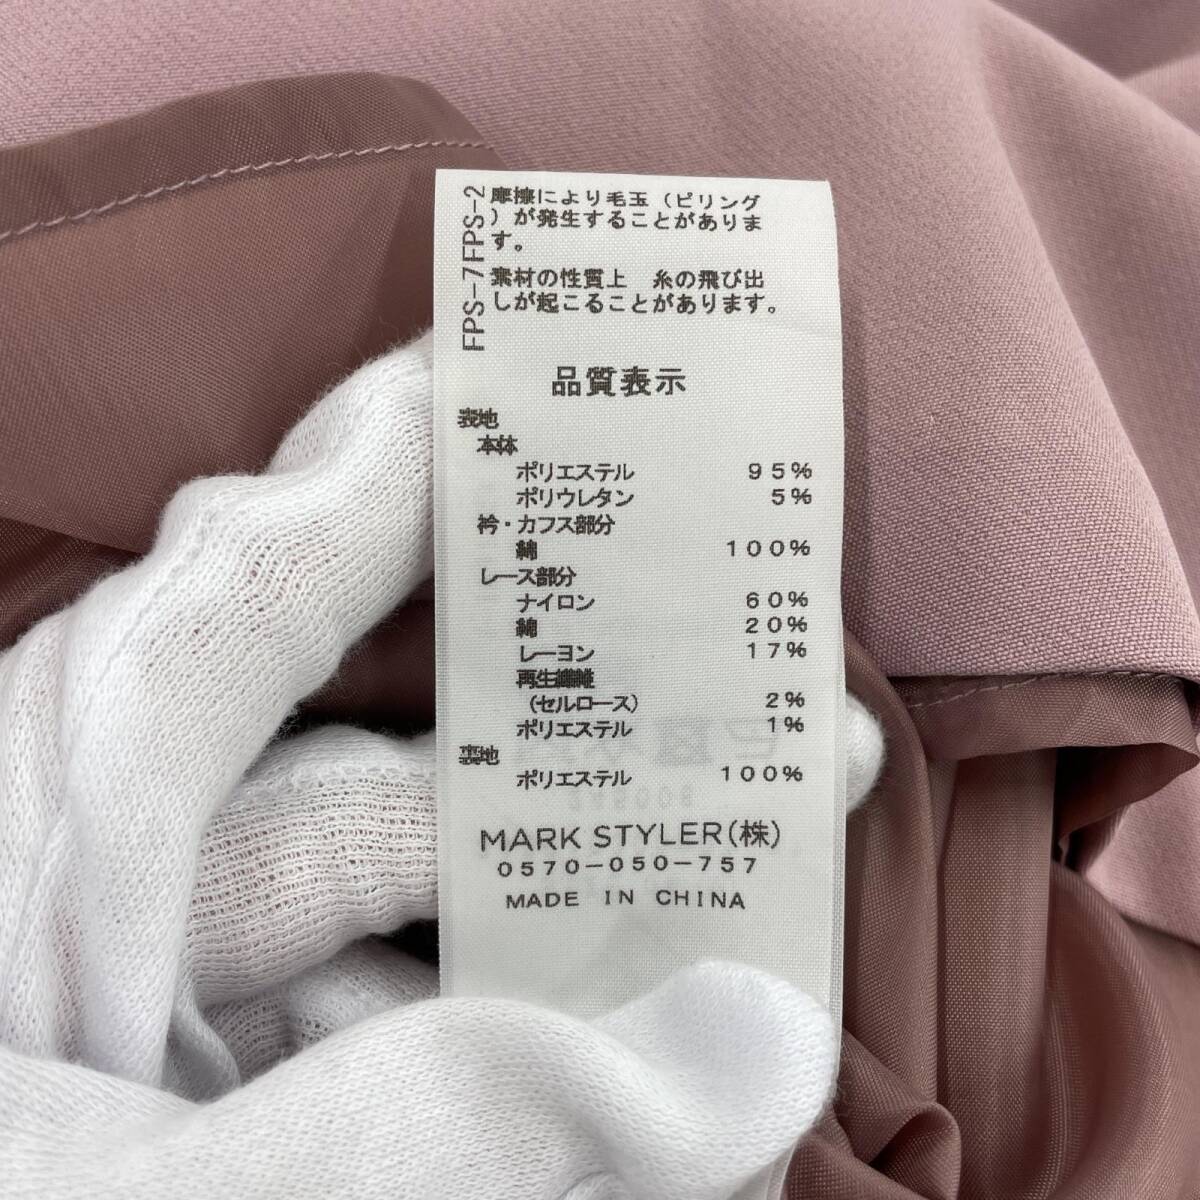 FPS-2
摩擦により毛玉（ピリング
）が発生することがありま
す。
FPS-7
素材の性質上　糸の飛び出
しが起こることがあります。
品質表示
表地
本体
ポリエステル 95%
ポリウレタン 5%
衿・カフス部分
綿 100%
レース部分
ナイロン 60%
綿 20%
レーヨン 17%
再生繊維
（セルロース） 2%
ポリエステル 1%
裏地
ポリエステル 100%
MARK STYLER(株)
0570-050-757
MADE IN CHINA